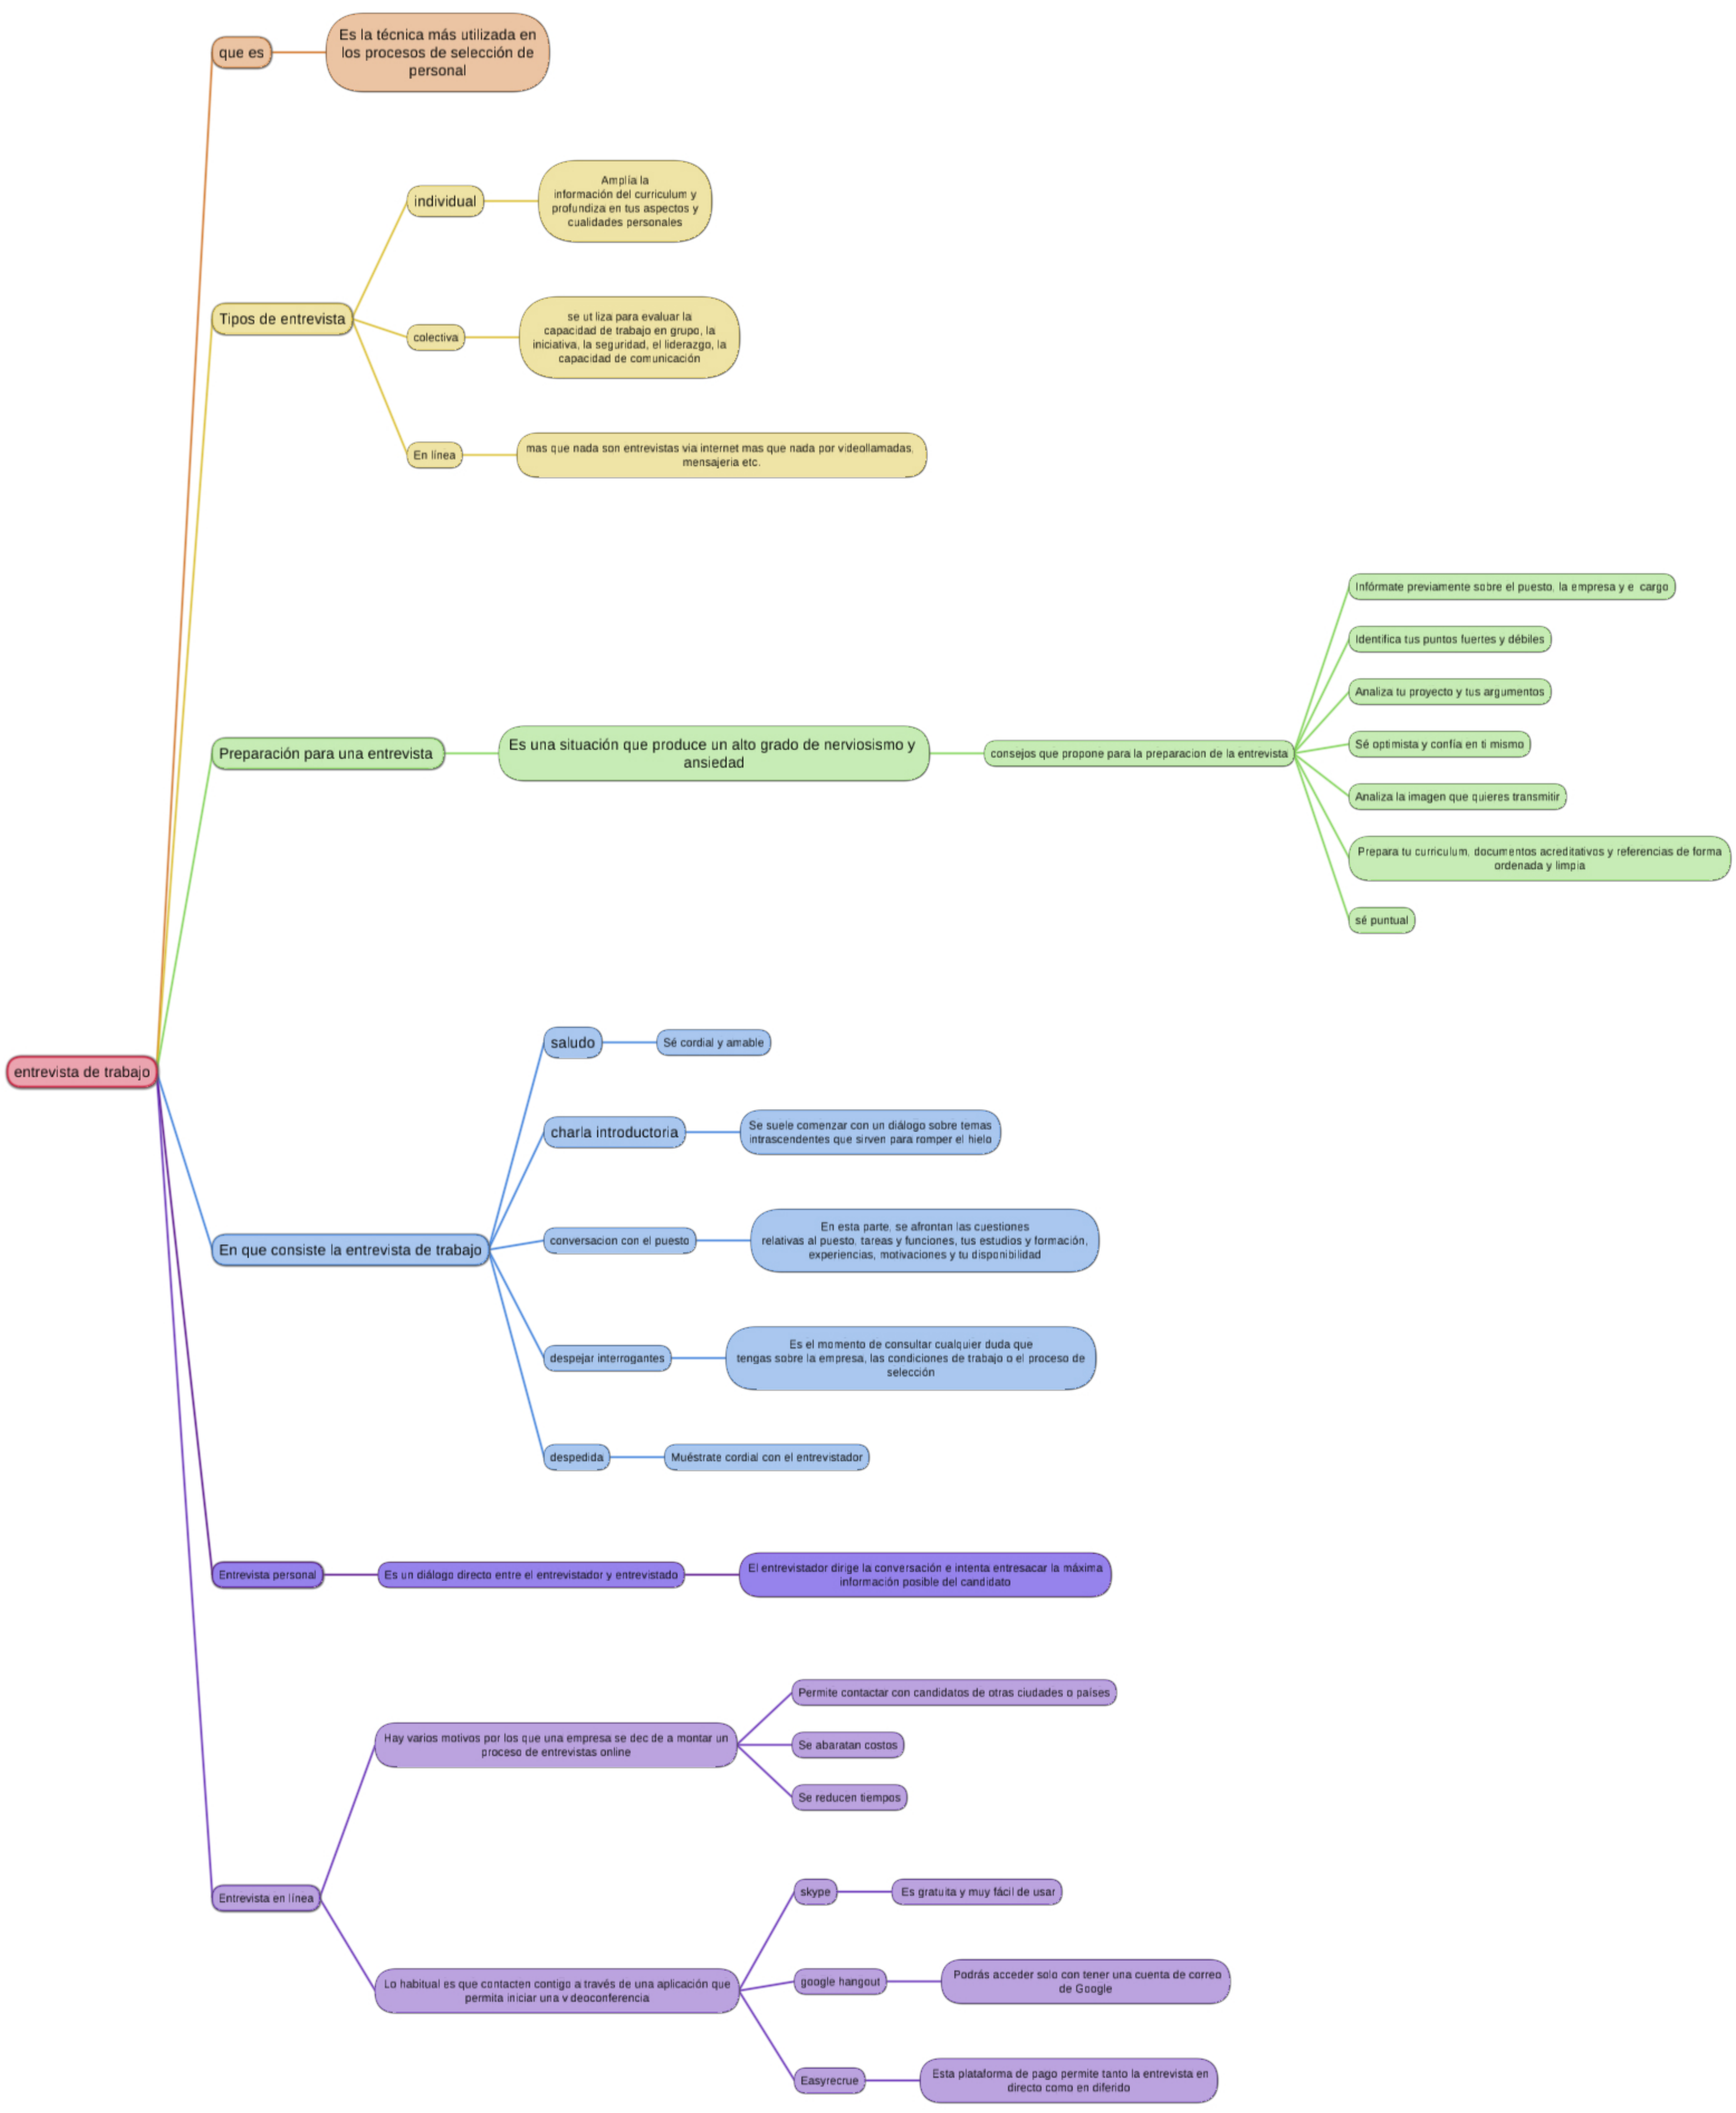 que es
Es la técnica más utilizada en
los procesos de selección de
personal
Tipos de entrevista
individual
Amplía la
información del curriculum y
profundiza en tus aspectos y
cualidades personales
colectiva
se ut liza para evaluar la
capacidad de trabajo en grupo, la
iniciativa, la seguridad, el liderazgo, la
capacidad de comunicación
En línea
mas que nada son entrevistas via internet mas que nada por videollamadas,
mensajeria etc.
Preparación para una entrevista
Es una situación que produce un alto grado de nerviosismo y
ansiedad
consejos que propone para la preparacion de la entrevista
Infórmate previamente sobre el puesto, la empresa y e cargo
Identifica tus puntos fuertes y débiles
Analiza tu proyecto y tus argumentos
Sé optimista y confía en ti mismo
Analiza la imagen que quieres transmitir
Prepara tu curriculum, documentos acreditativos y referencias de forma
ordenada y limpia
sé puntual
entrevista de trabajo
En que consiste la entrevista de trabajo
saludo
Sé cordial y amable
charla introductoria
Se suele comenzar con un diálogo sobre temas
intrascendentes que sirven para romper el hielo
conversacion con el puesto
En esta parte, se afrontan las cuestiones
relativas al puesto, tareas y funciones, tus estudios y formación,
experiencias, motivaciones y tu disponibilidad
despejar interrogantes
Es el momento de consultar cualquier duda que
tengas sobre la empresa, las condiciones de trabajo o el proceso de
selección
despedida
Muéstrate cordial con el entrevistador
Entrevista personal
Es un diálogo directo entre el entrevistador y entrevistado
El entrevistador dirige la conversación e intenta entresacar la máxima
información posible del candidato
Entrevista en línea
Hay varios motivos por los que una empresa se dec de a montar un
proceso de entrevistas online
Permite contactar con candidatos de otras ciudades o países
Se abaratan costos
Se reducen tiempos
Lo habitual es que contacten contigo a través de una aplicación que
permita iniciar una v deoconferencia
skype
Es gratuita y muy fácil de usar
google hangout
Podrás acceder solo con tener una cuenta de correo
de Google
Easyrecrue
Esta plataforma de pago permite tanto la entrevista en
directo como en diferido